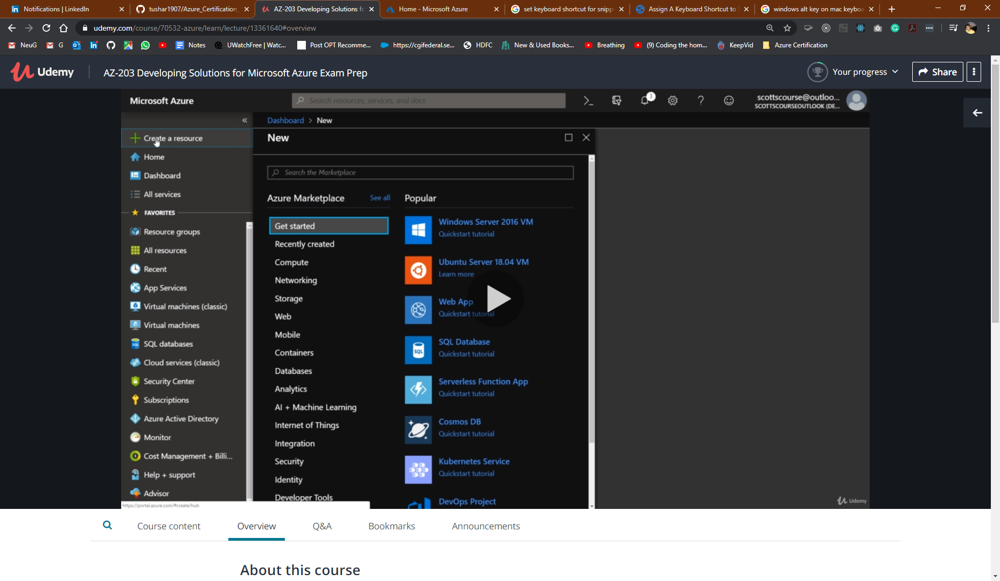 Notifications | LinkedIn
tushar1907/Azure_Certification_
AZ-203 Developing Solutions fo
Home - Microsoft Azure
set keyboard shortcut for snipp
Assign A Keyboard Shortcut to
windows alt key on mac keyboa
udemy.com/course/70532-azure/learn/lecture/13361640#overview
NeuG
G
Notes
UWatchFree | Watc...
Post OPT Recomme...
https://cgifederal.se...
HDFC
New & Used Books...
Breathing
(9) Coding the hom...
KeepVid
Azure Certification
Udemy
AZ-203 Developing Solutions for Microsoft Azure Exam Prep
Your progress
Share
Microsoft Azure
Search resources, services, and docs
3
scottscourse@outloo...
SCOTTSCOURSEOUTLOOK (DE...
Dashboard > New
Create a resource
Home
Dashboard
All services
FAVORITES
Resource groups
All resources
Recent
App Services
Virtual machines (classic)
Virtual machines
SQL databases
Cloud services (classic)
Security Center
Subscriptions
Azure Active Directory
Monitor
Cost Management + Billi...
Help + support
Advisor
https://portal.azure.com/#create/hub
New
Search the Marketplace
Azure Marketplace
See all
Get started
Recently created
Compute
Networking
Storage
Web
Mobile
Containers
Databases
Analytics
AI + Machine Learning
Internet of Things
Integration
Security
Identity
Developer Tools
Popular
Windows Server 2016 VM
Quickstart tutorial
Ubuntu Server 18.04 VM
Learn more
Web App
Quickstart tutorial
SQL Database
Quickstart tutorial
Serverless Function App
Quickstart tutorial
Cosmos DB
Quickstart tutorial
Kubernetes Service
Quickstart tutorial
DevOps Project
Udemy
Course content
Overview
Q&A
Bookmarks
Announcements
About this course